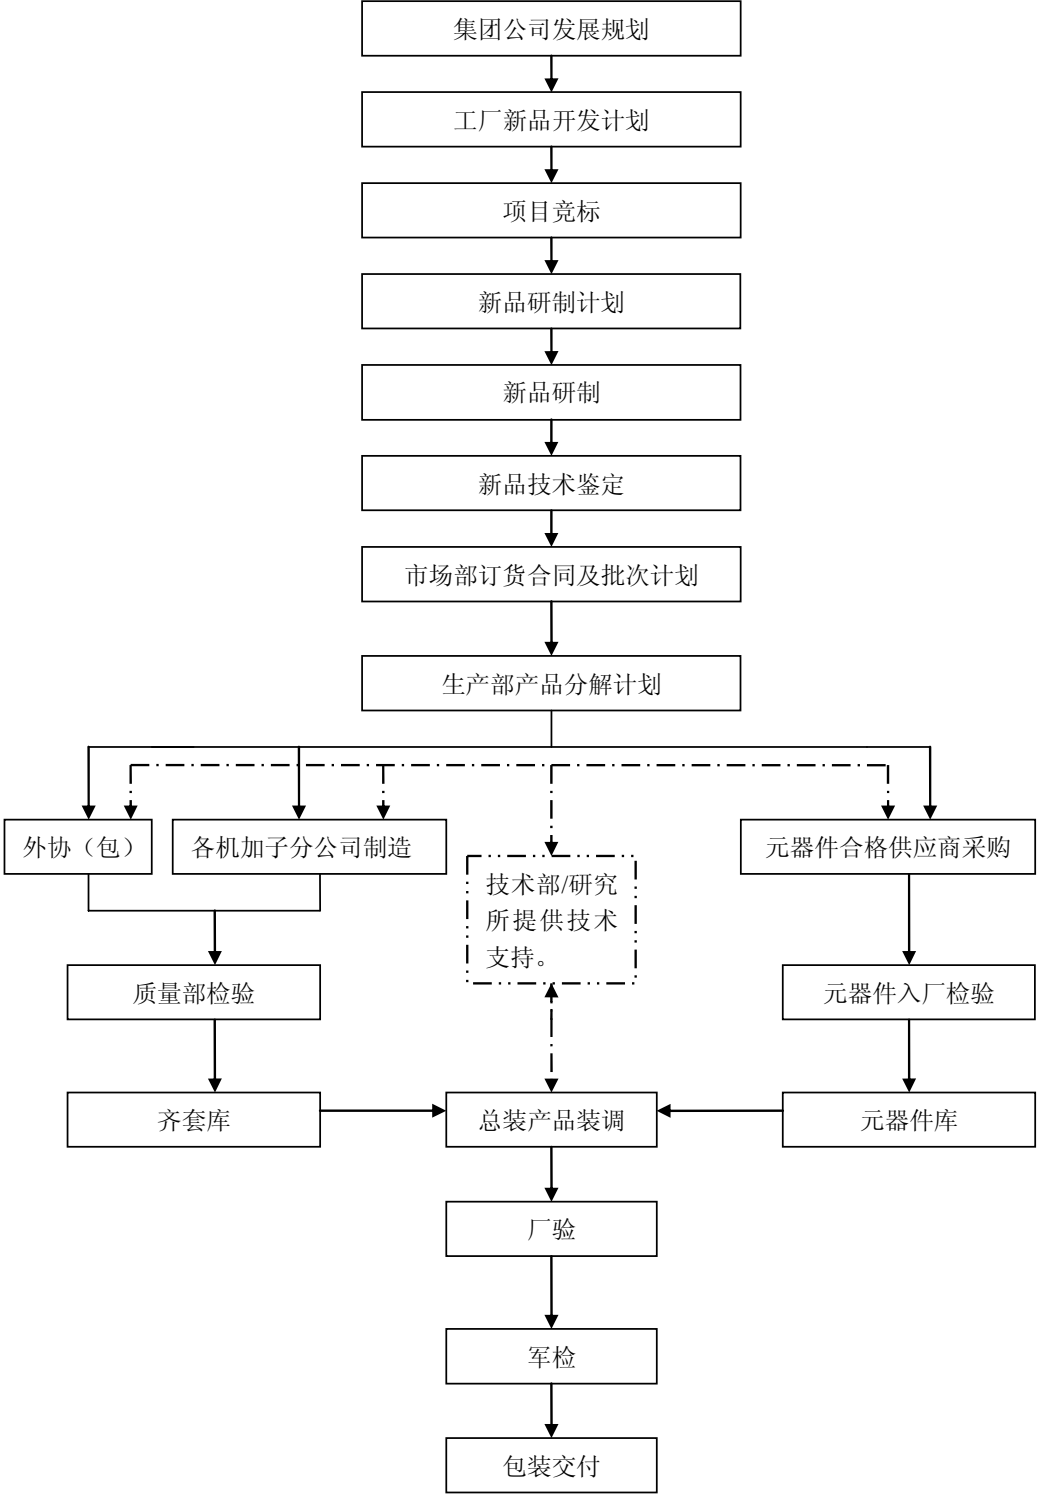 集团公司发展规划
工厂新品开发计划
项目竞标
新品研制计划
新品研制
新品技术鉴定
市场部订货合同及批次计划
生产部产品分解计划
外协（包）
各机加子分公司制造
元器件合格供应商采购
技术部/研究
所提供技术
支持。
质量部检验
元器件入厂检验
齐套库
总装产品装调
元器件库
厂验
军检
包装交付